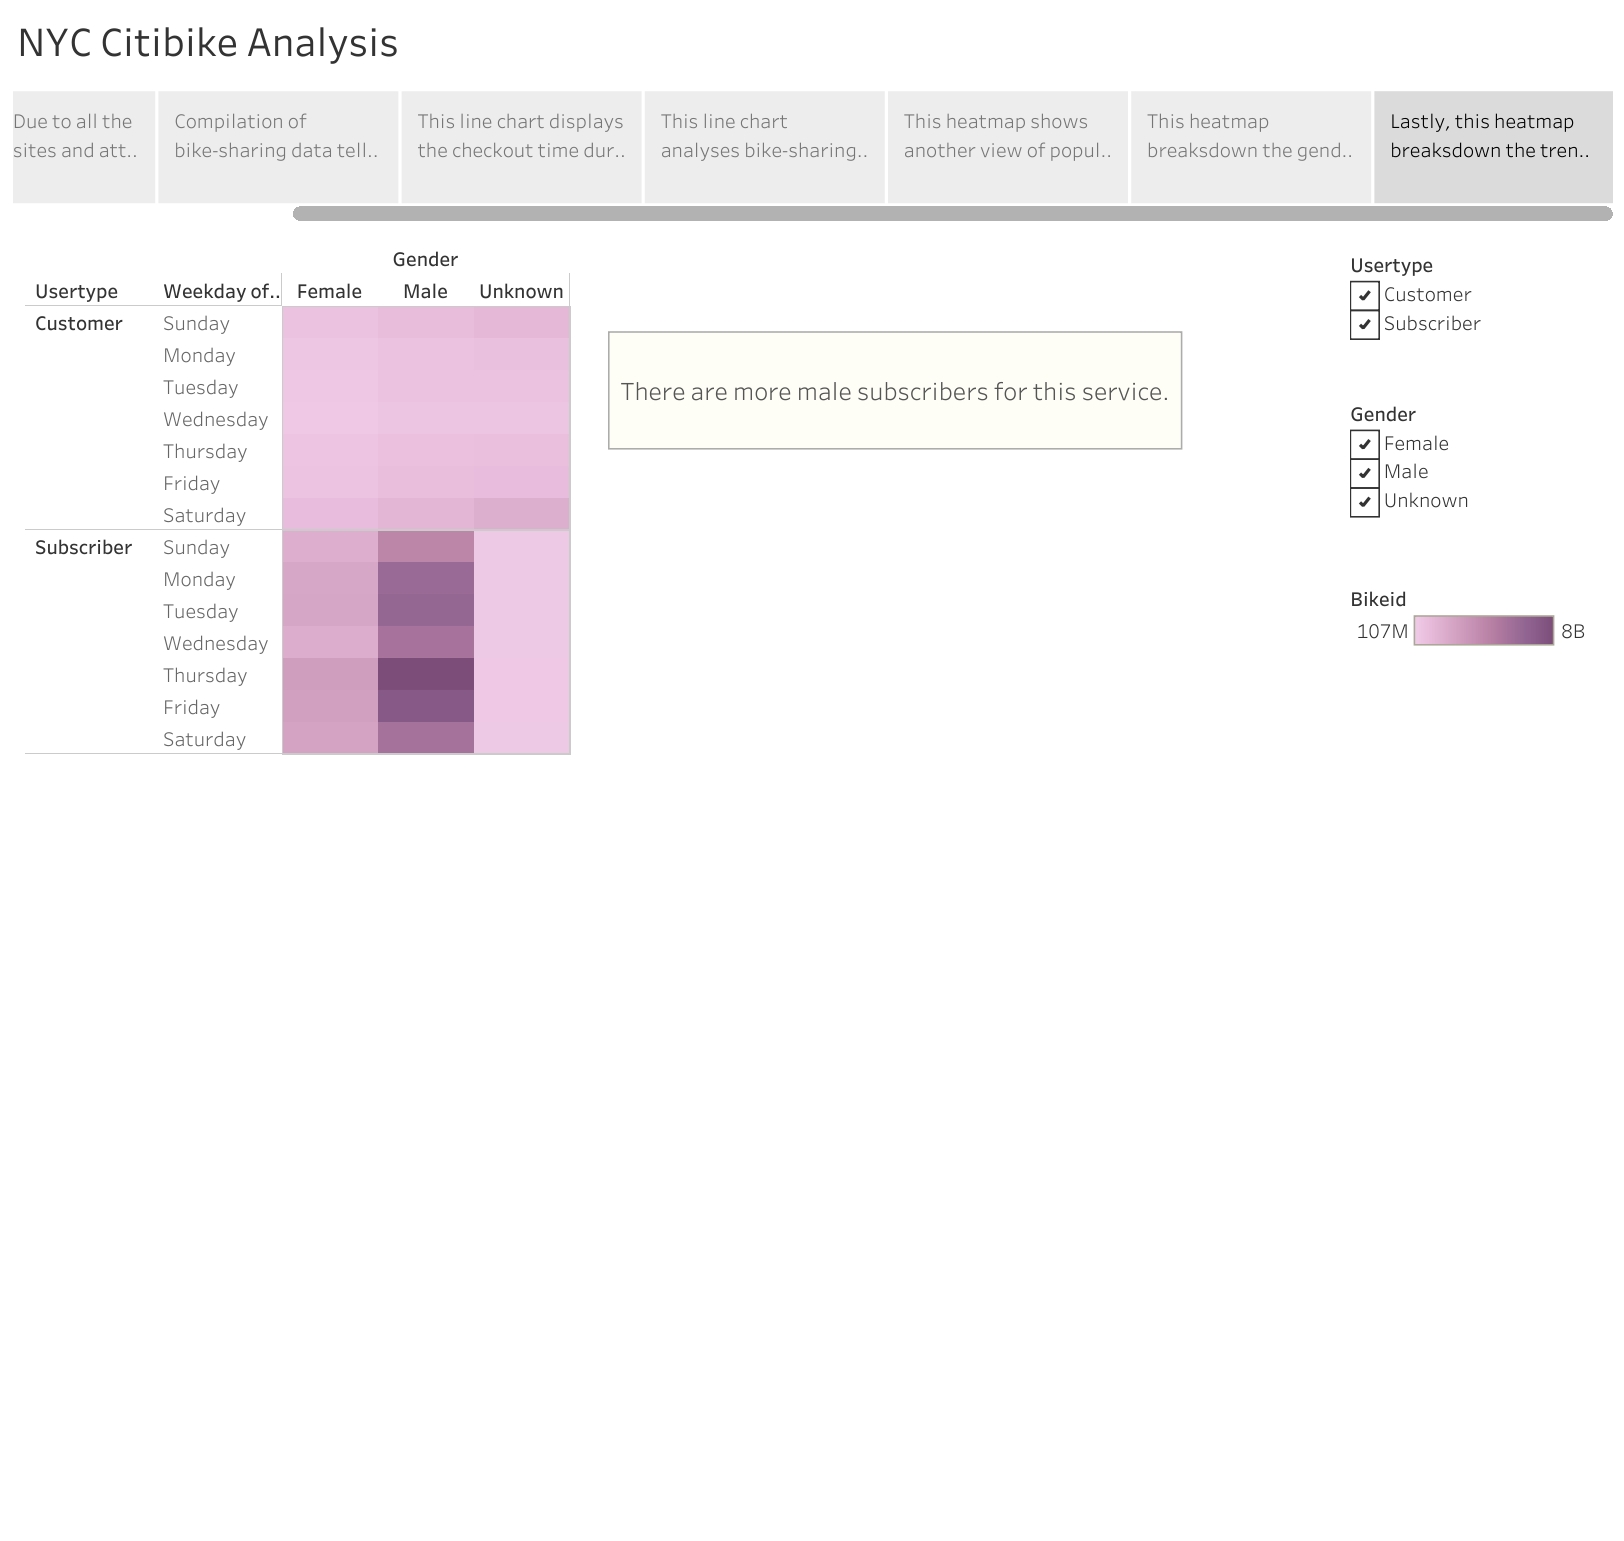 NYC Citibike Analysis
Due to all the
sites and att..
Compilation of
bike-sharing data tell..
This line chart displays
the checkout time dur..
This line chart
analyses bike-sharing..
This heatmap shows
another view of popul..
This heatmap
breaksdown the gend..
Lastly, this heatmap
breaksdown the tren..
Gender
Usertype Weekday of.. Female Male Unknown
Customer Sunday
Monday
Tuesday
Wednesday
Thursday
Friday
Saturday
Subscriber Sunday
Monday
Tuesday
Wednesday
Thursday
Friday
Saturday
There are more male subscribers for this service.
Usertype
Customer
Subscriber
Gender
Female
Male
Unknown
Bikeid
107M 8B